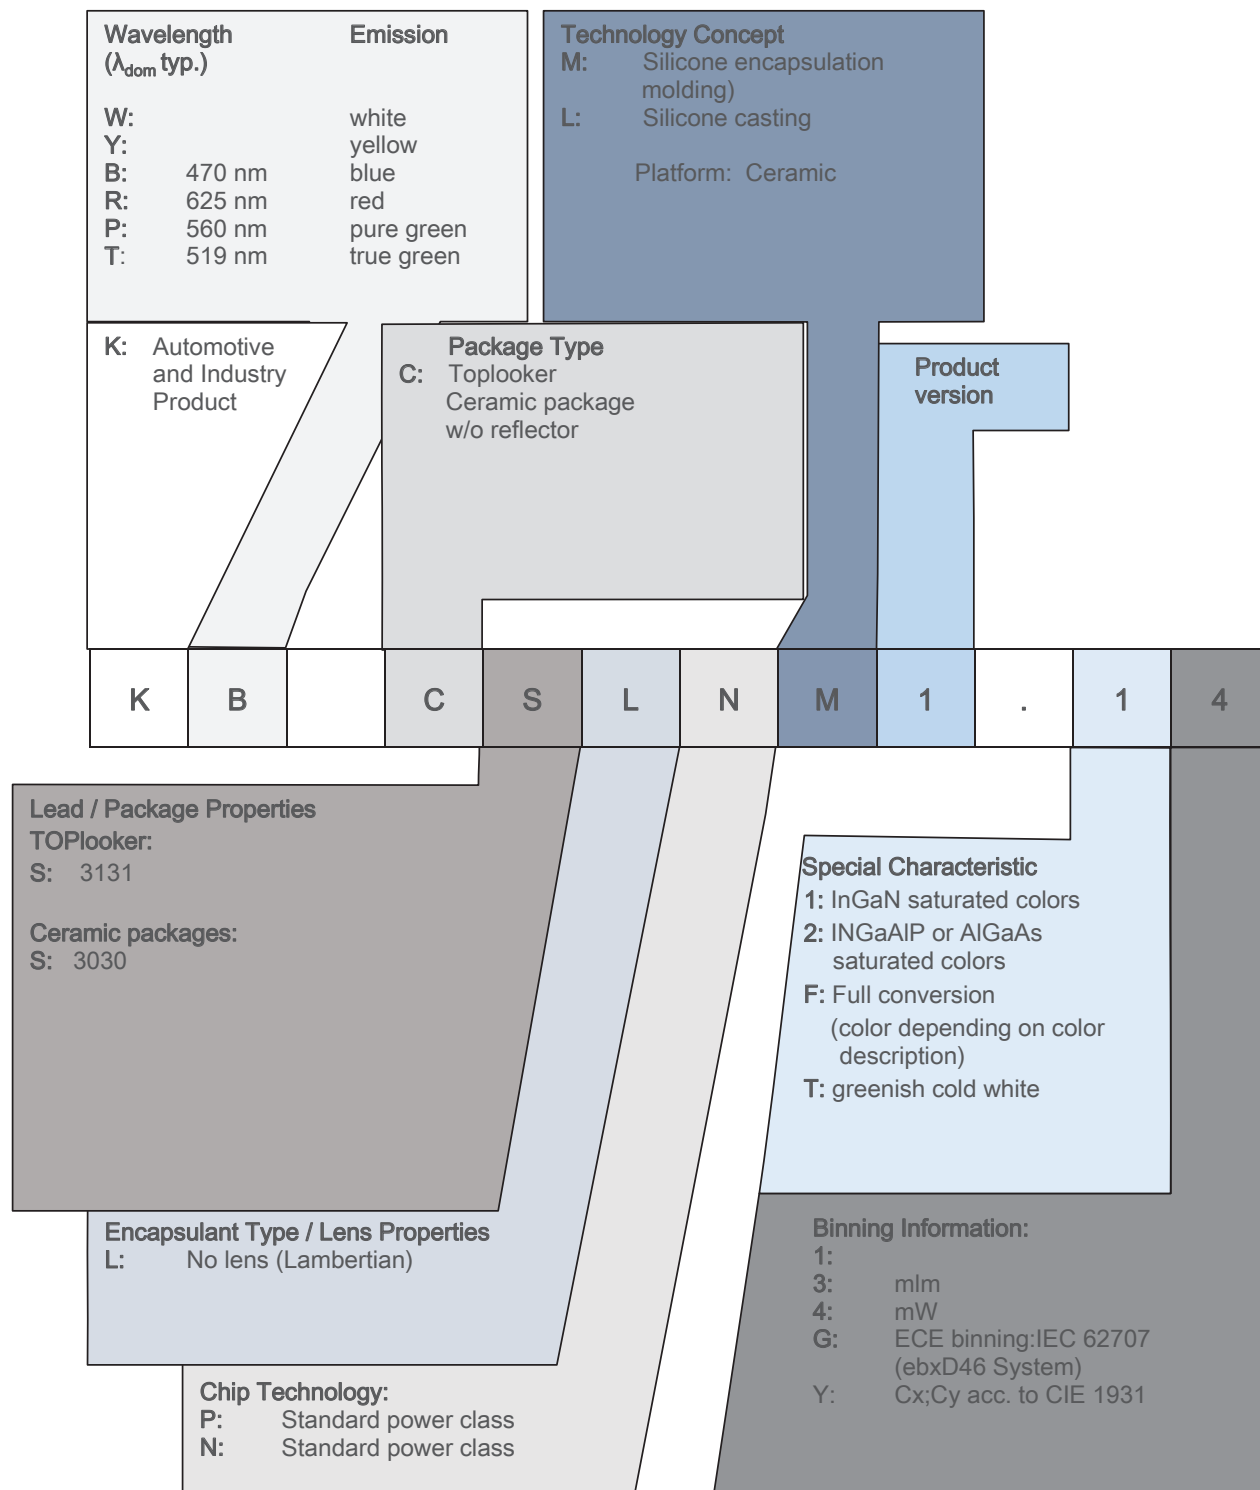 Wavelength Emission
(λdom typ.)
W: white
Y: yellow
B: 470 nm blue
R: 625 nm red
P: 560 nm pure green
T: 519 nm true green
Technology Concept
M: Silicone encapsulation
molding)
L: Silicone casting
Platform: Ceramic
K: Automotive
and Industry
Product
Package Type
C: Toplooker
Ceramic package
w/o reflector
Product
version
K B C S L N M 1 . 1 4
Lead / Package Properties
TOPlooker:
S: 3131
Ceramic packages:
S: 3030
Encapsulant Type / Lens Properties
L: No lens (Lambertian)
Chip Technology:
P: Standard power class
N: Standard power class
Special Characteristic
1: InGaN saturated colors
2: INGaAlP or AlGaAs
saturated colors
F: Full conversion
(color depending on color
description)
T: greenish cold white
Binning Information:
1:
3: mlm
4: mW
G: ECE binning:IEC 62707
(ebxD46 System)
Y: Cx;Cy acc. to CIE 1931